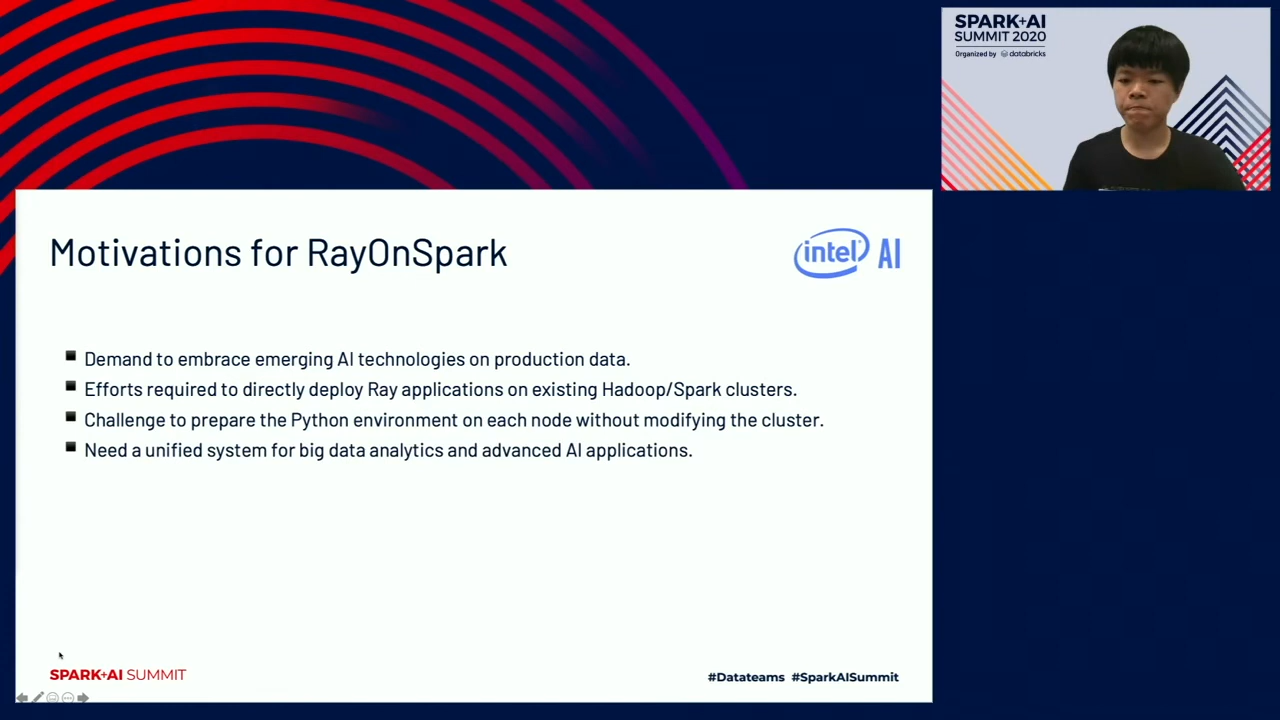 SPARK+AI
SUMMIT 2020
Organized by databricks
Motivations for RayOnSpark
intel AI
Demand to embrace emerging AI technologies on production data.
Efforts required to directly deploy Ray applications on existing Hadoop/Spark clusters.
Challenge to prepare the Python environment on each node without modifying the cluster.
Need a unified system for big data analytics and advanced AI applications.
SPARK+AI SUMMIT
#Datateams #SparkAISummit